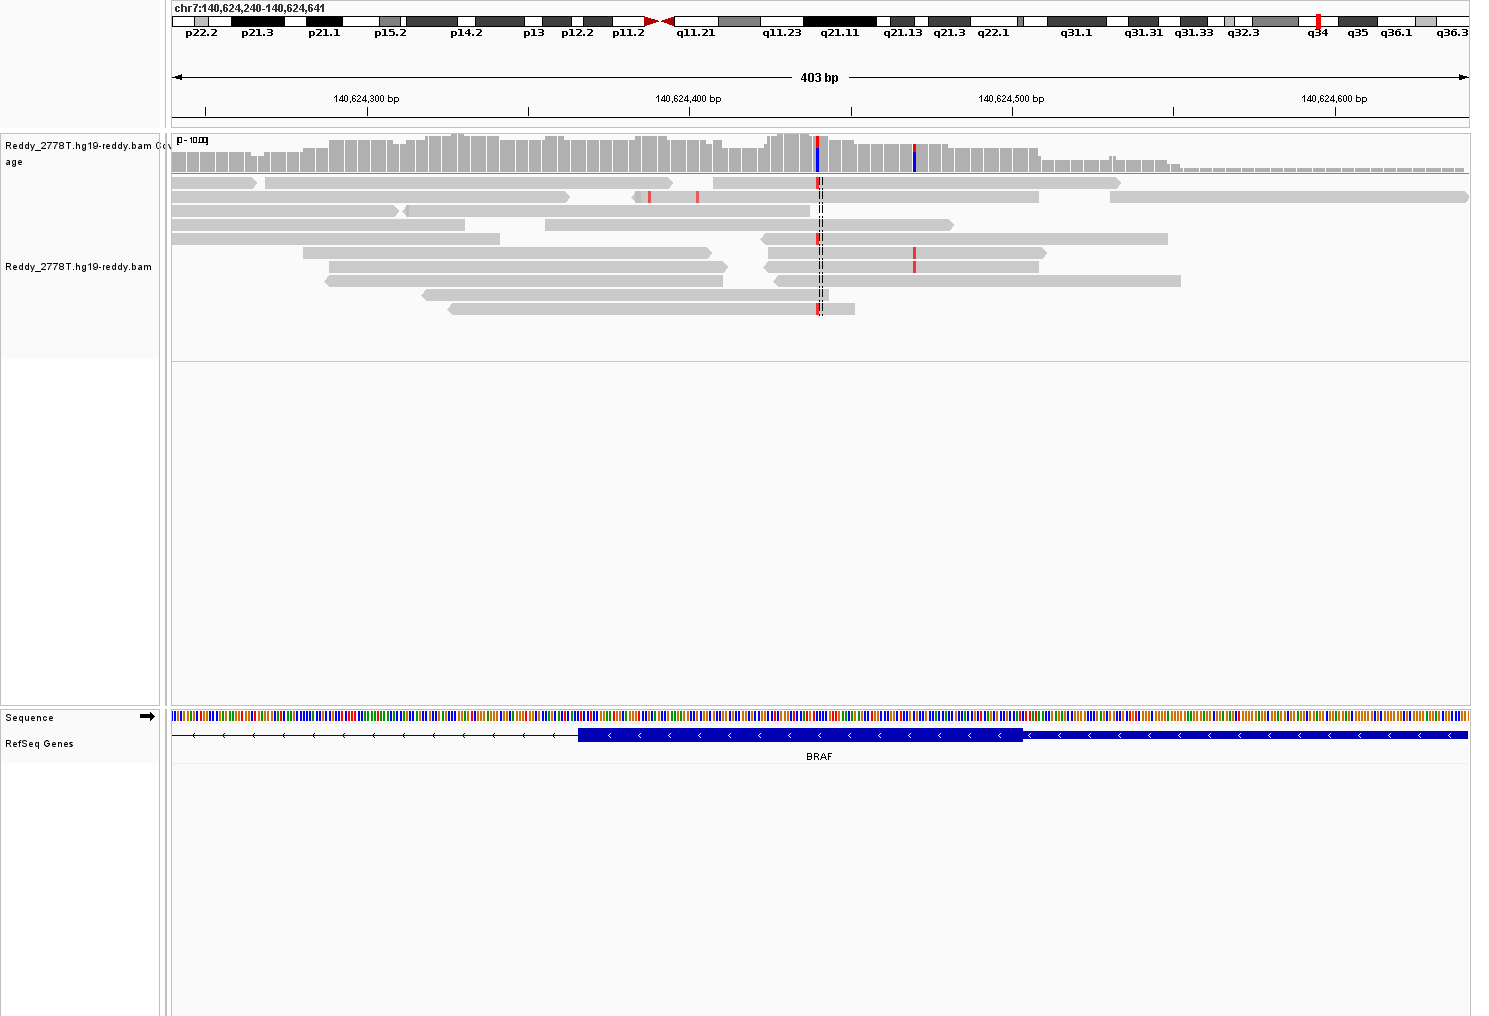 chr7:140,624,240-140,624,641
p22.2 p21.3 p21.1 p15.2 p14.2 p13 p12.2 p11.2 q11.21 q11.23 q21.11 q21.13 q21.3 q22.1 q31.1 q31.31 q31.33 q32.3 q34 q35 q36.1 q36.3
403 bp
140,624,300 bp 140,624,400 bp 140,624,500 bp 140,624,600 bp
Reddy_2778T.hg19-reddy.bam Cov
age
[0 - 10.00]
Reddy_2778T.hg19-reddy.bam
Sequence
RefSeq Genes
BRAF